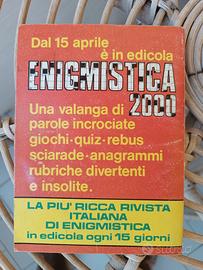 Dal 15 aprile
è in edicola
ENIGMISTICA
2000
Una valanga di
parole incrociate
giochi·quiz·rebus
sciarade·anagrammi
rubriche divertenti
e insolite.
LA PIU' RICCA RIVISTA
ITALIANA
DI ENIGMISTICA
in edicola ogni 15 giorni
subito